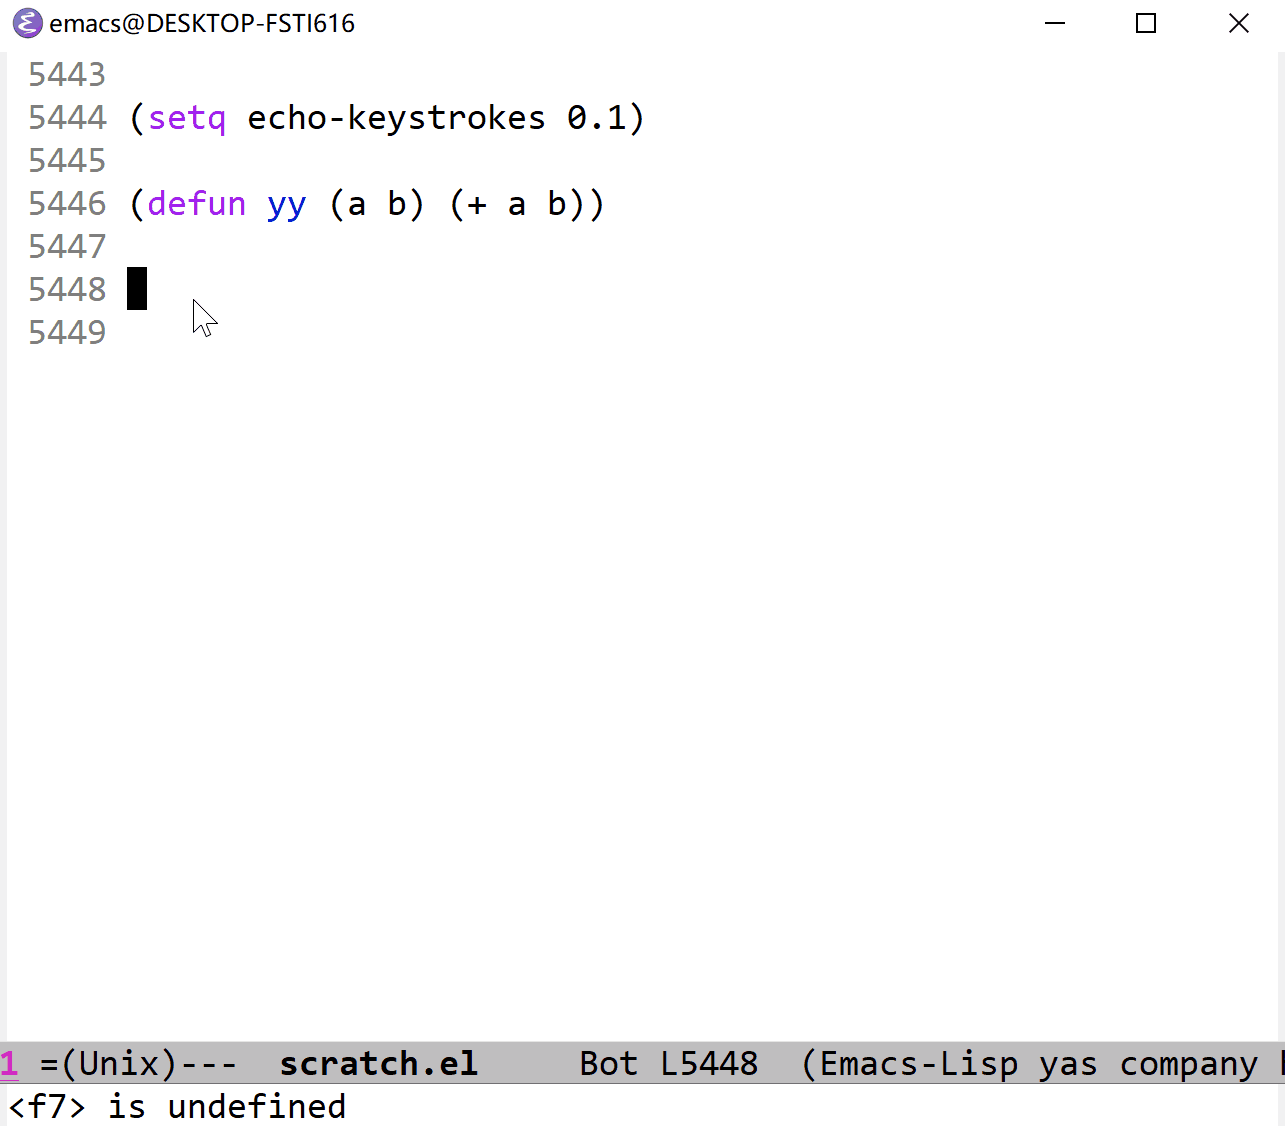 emacs@DESKTOP-FSTI616
5443
5444 (setq echo-keystrokes 0.1)
5445
5446 (defun yy (a b) (+ a b))
5447
5448
5449
1 =(Unix)--- scratch.el Bot L5448 (Emacs-Lisp yas company
<f7> is undefined